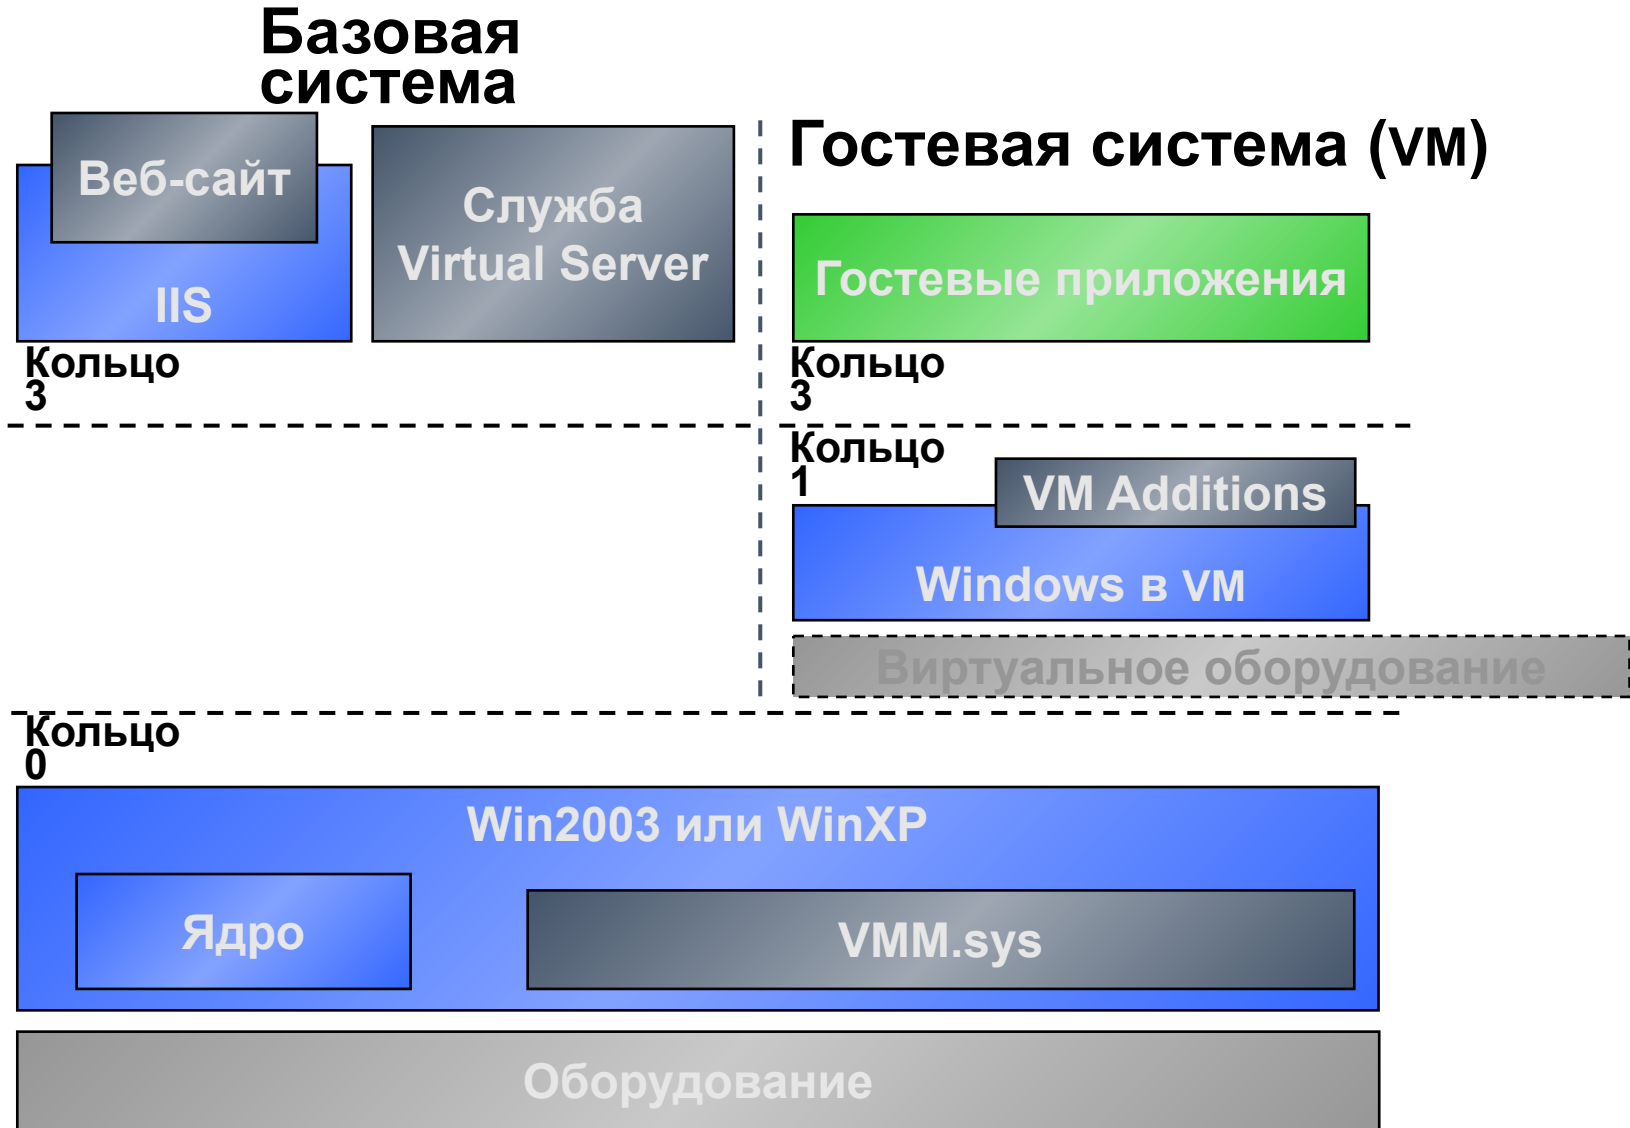 Базовая
система
Веб-сайт
IIS
Служба
Virtual Server
Кольцо
3
Гостевая система (VM)
Гостевые приложения
Кольцо
3
Кольцо
1
VM Additions
Windows в VM
Виртуальное оборудование
Кольцо
0
Win2003 или WinXP
Ядро
VMM.sys
Оборудование